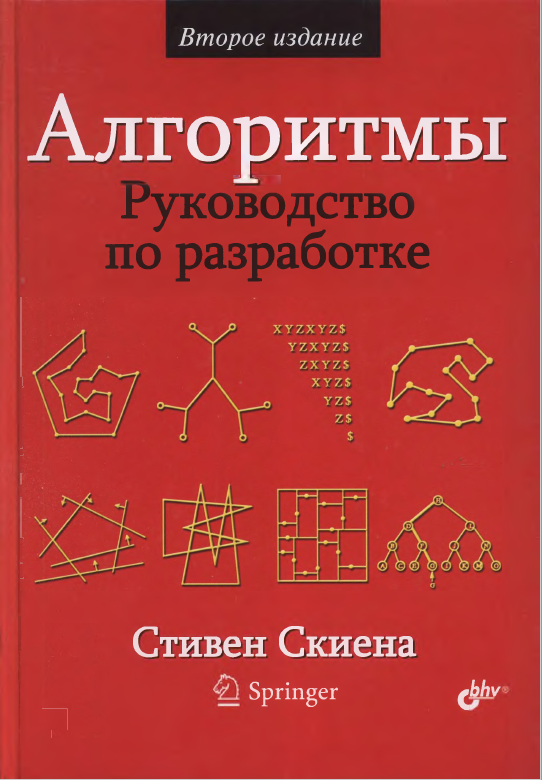 Второе издание
Алгоритмы
Руководство
по разработке
XYZXYZ$
YZXYZ$
ZXYZ$
XYZ$
YZ$
Z$
$
Стивен Скиена
Springer
bhv®